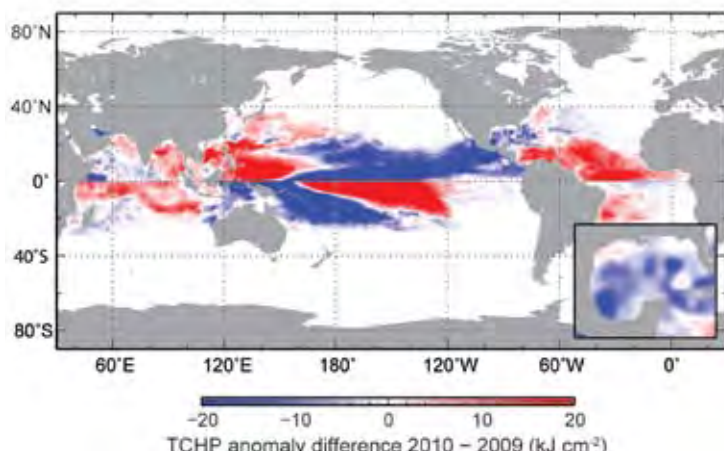 80˚N
40˚N
0˚
40˚S
80˚S
60˚E 120˚E 180˚ 120˚W 60˚W 0˚
−20 −10 0 10 20
TCHP anomaly difference 2010 − 2009 (kJ cm-2)